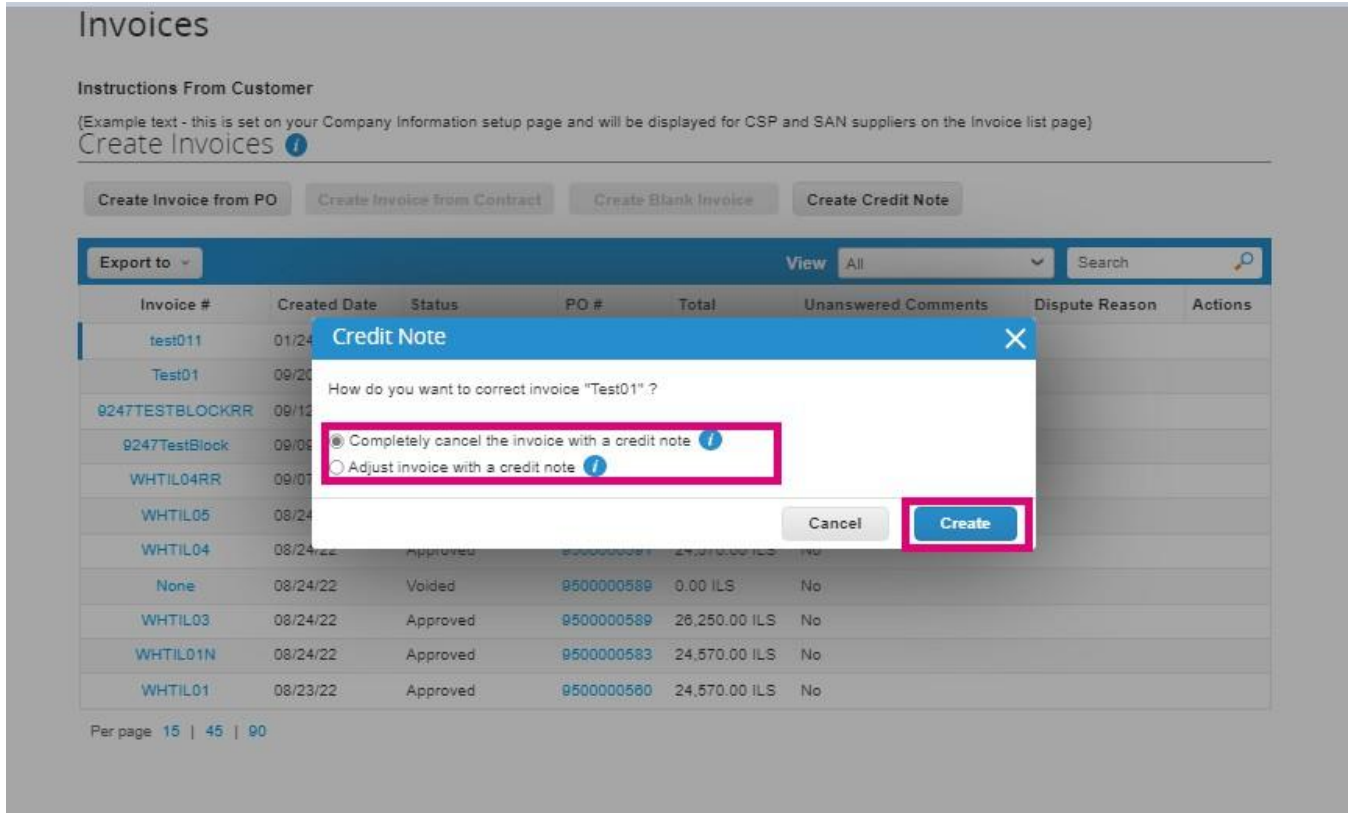 Invoices
Instructions From Customer
{Example text - this is set on your Company Information setup page and will be displayed for CSP and SAN suppliers on the Invoice list page}
Create Invoices
Create Invoice from PO Create Invoice from Contract Create Blank Invoice Create Credit Note
Export to View All Search
Invoice # Created Date Status PO # Total Unanswered Comments Dispute Reason Actions
test011 01/24
Test01 09/20
9247TESTBLOCKRR 09/12
9247TestBlock 09/09
WHTIL04RR 09/07
WHTIL05 08/24
WHTIL04 08/24/22 Approved 24,570.00 ILS No
None 08/24/22 Voided 9500000589 0.00 ILS No
WHTIL03 08/24/22 Approved 9500000589 26,250.00 ILS No
WHTIL01N 08/24/22 Approved 9500000583 24,570.00 ILS No
WHTIL01 08/23/22 Approved 9500000560 24,570.00 ILS No
Per page 15 | 45 | 90
Credit Note
How do you want to correct invoice "Test01" ?
Completely cancel the invoice with a credit note
Adjust invoice with a credit note
Cancel Create